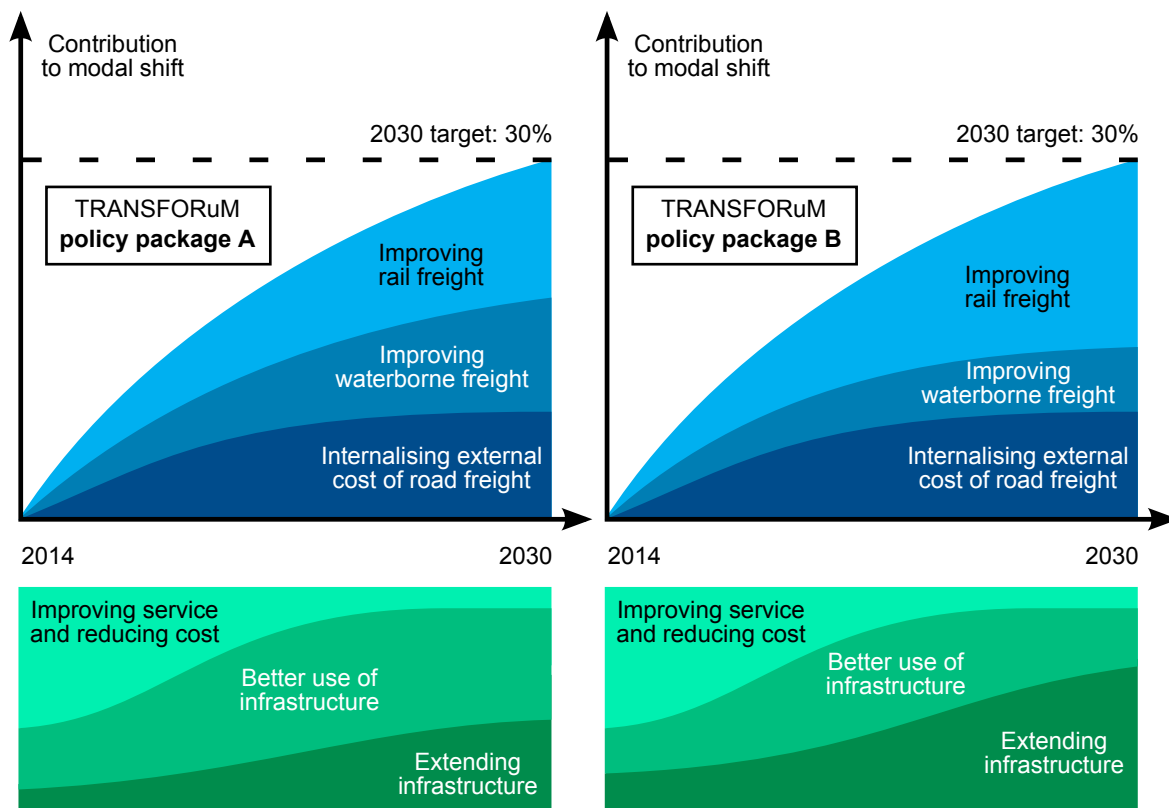 Contribution
to modal shift
2030 target: 30%
TRANSFORuM
policy package A
Improving
rail freight
Improving
waterborne freight
Internalising external
cost of road freight
2014
2030
Improving service
and reducing cost
Better use of
infrastructure
Extending
infrastructure
Contribution
to modal shift
2030 target: 30%
TRANSFORuM
policy package B
Improving
rail freight
Improving
waterborne freight
Internalising external
cost of road freight
2014
2030
Improving service
and reducing cost
Better use of
infrastructure
Extending
infrastructure